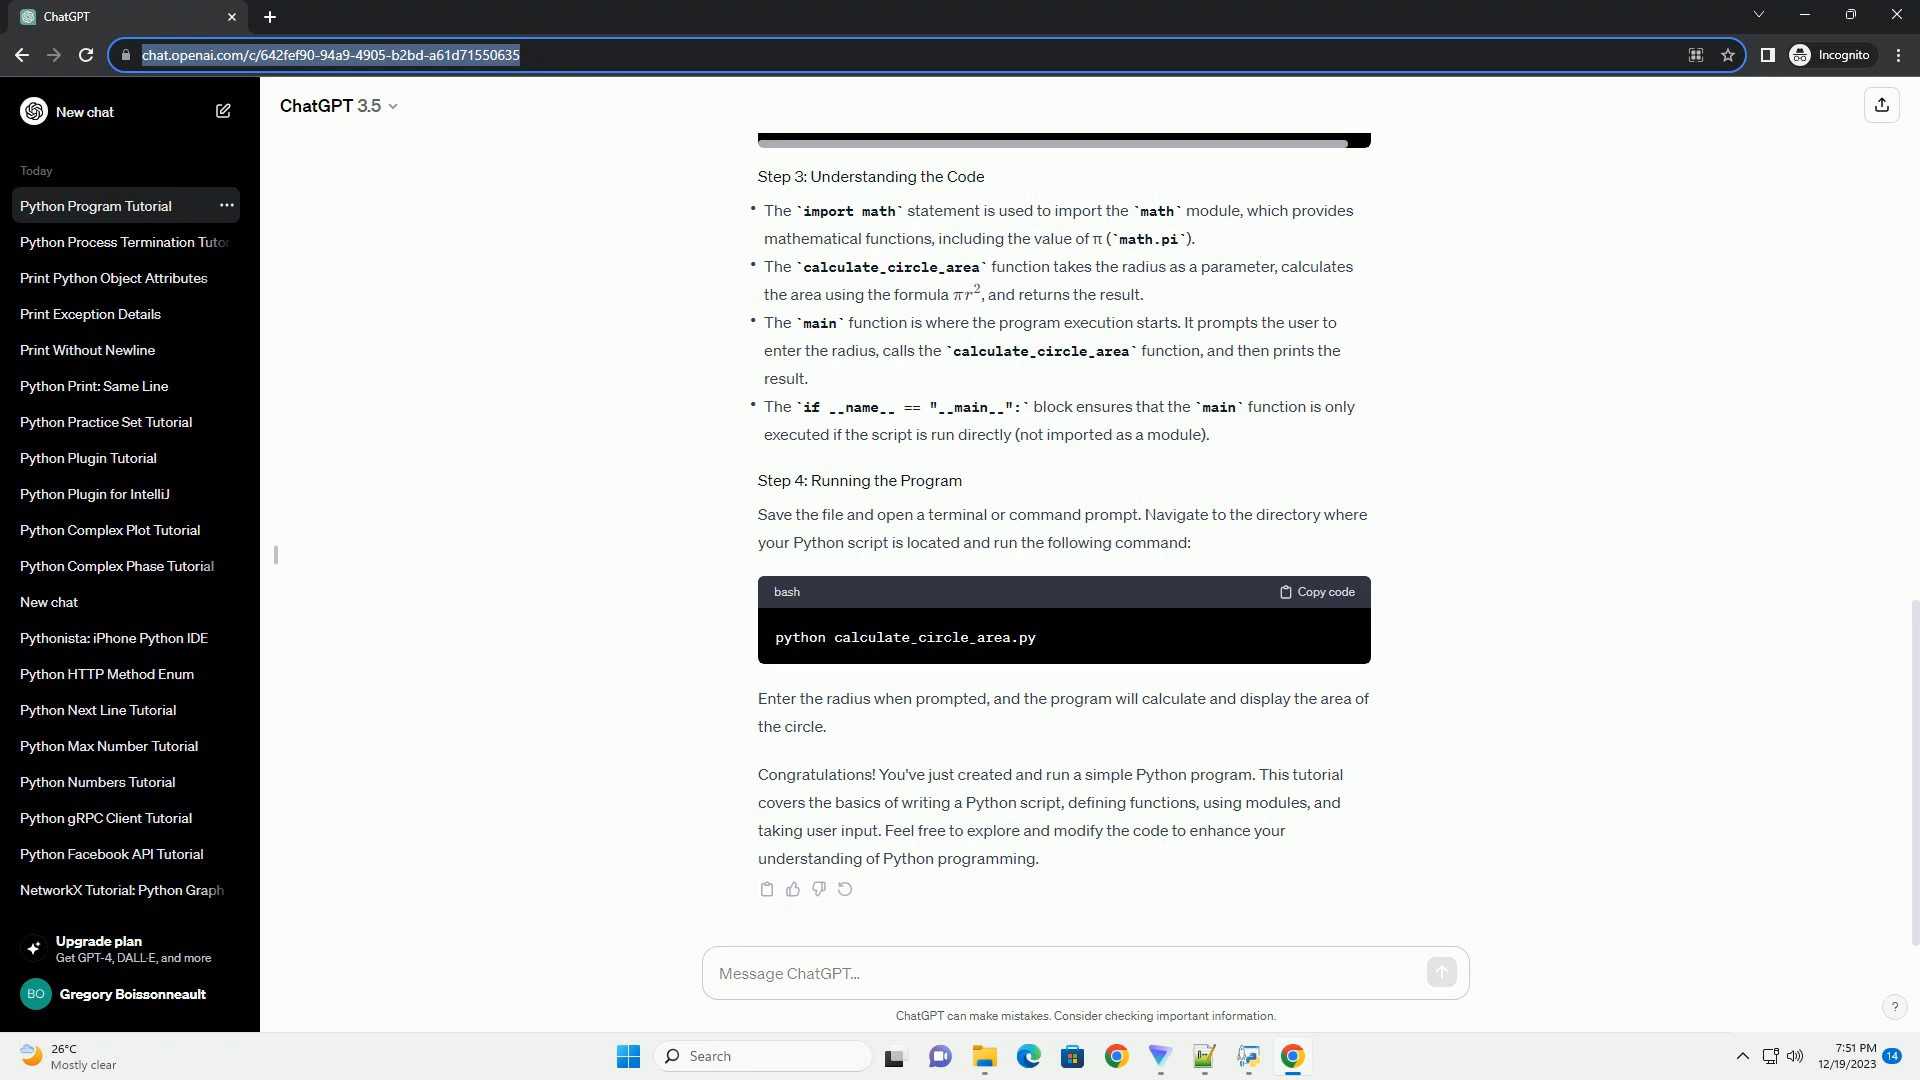 ChatGPT
chat.openai.com/c/642fef90-94a9-4905-b2bd-a61d71550635
Incognito
New chat
Today
Python Program Tutorial
Python Process Termination Tutor
Print Python Object Attributes
Print Exception Details
Print Without Newline
Python Print: Same Line
Python Practice Set Tutorial
Python Plugin Tutorial
Python Plugin for IntelliJ
Python Complex Plot Tutorial
Python Complex Phase Tutorial
New chat
Pythonista: iPhone Python IDE
Python HTTP Method Enum
Python Next Line Tutorial
Python Max Number Tutorial
Python Numbers Tutorial
Python gRPC Client Tutorial
Python Facebook API Tutorial
NetworkX Tutorial: Python Graph
Upgrade plan
Get GPT-4, DALL·E, and more
BO
Gregory Boissonneault
ChatGPT 3.5
Step 3: Understanding the Code
• The `import math` statement is used to import the `math` module, which provides
mathematical functions, including the value of π (`math.pi`).
• The `calculate_circle_area` function takes the radius as a parameter, calculates
the area using the formula πr², and returns the result.
• The `main` function is where the program execution starts. It prompts the user to
enter the radius, calls the `calculate_circle_area` function, and then prints the
result.
• The `if __name__ == "__main__":` block ensures that the `main` function is only
executed if the script is run directly (not imported as a module).
Step 4: Running the Program
Save the file and open a terminal or command prompt. Navigate to the directory where
your Python script is located and run the following command:
bash
Copy code
python calculate_circle_area.py
Enter the radius when prompted, and the program will calculate and display the area of
the circle.
Congratulations! You've just created and run a simple Python program. This tutorial
covers the basics of writing a Python script, defining functions, using modules, and
taking user input. Feel free to explore and modify the code to enhance your
understanding of Python programming.
Message ChatGPT...
ChatGPT can make mistakes. Consider checking important information.
?
26°C
Mostly clear
Search
7:51 PM
12/19/2023
14